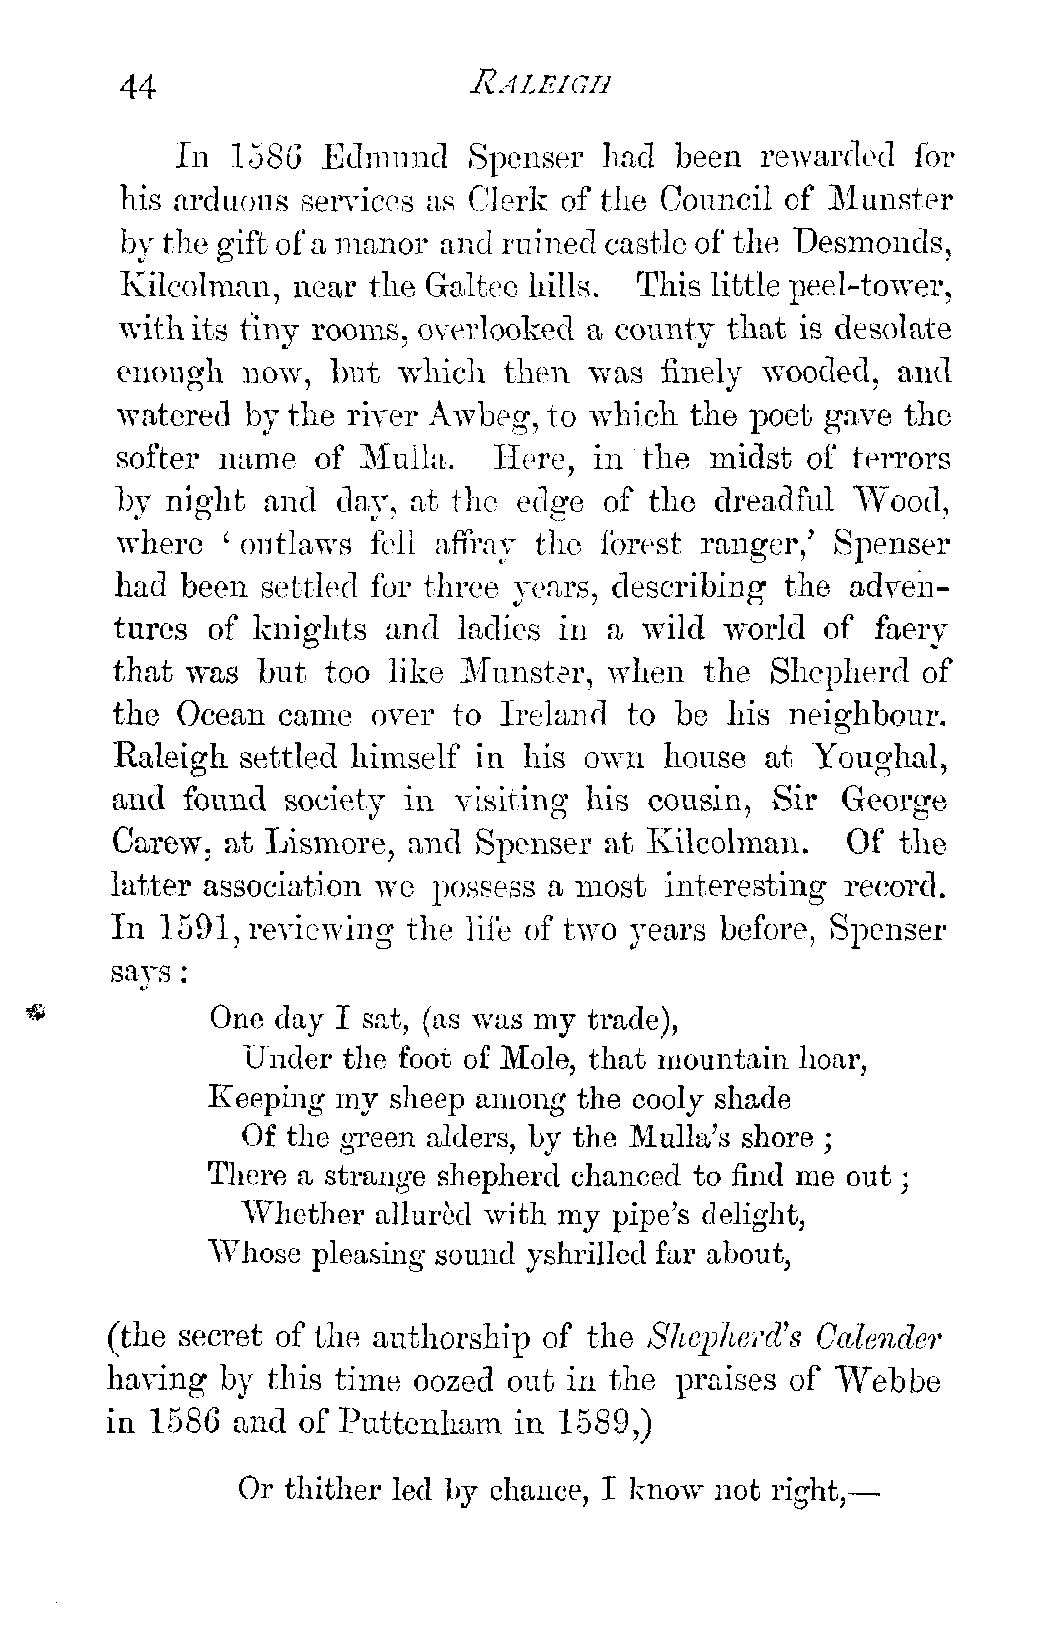 44 RALEIGH
In 1586 Edmund Spenser had been rewarded for
his arduous services as Clerk of the Council of Munster
by the gift of a manor and ruined castle of the Desmonds,
Kilcolman, near the Galtee hills. This little peel-tower,
with its tiny rooms, overlooked a county that is desolate
enough now, but which then was finely wooded, and
watered by the river Awbeg, to which the poet gave the
softer name of Mulla. Here, in the midst of terrors
by night and day, at the edge of the dreadful Wood,
where ‘ outlaws fell affray the forest ranger,’ Spenser
had been settled for three years, describing the adven-
tures of knights and ladies in a wild world of faery
that was but too like Munster, when the Shepherd of
the Ocean came over to Ireland to be his neighbour.
Raleigh settled himself in his own house at Youghal,
and found society in visiting his cousin, Sir George
Carew, at Lismore, and Spenser at Kilcolman. Of the
latter association we possess a most interesting record.
In 1591, reviewing the life of two years before, Spenser
says :
One day I sat, (as was my trade),
Under the foot of Mole, that mountain hoar,
Keeping my sheep among the cooly shade
Of the green alders, by the Mulla’s shore ;
There a strange shepherd chanced to find me out ;
Whether allurèd with my pipe’s delight,
Whose pleasing sound yshrilled far about,
(the secret of the authorship of the Shepherd’s Calender
having by this time oozed out in the praises of Webbe
in 1586 and of Puttenham in 1589,)
Or thither led by chance, I know not right,—